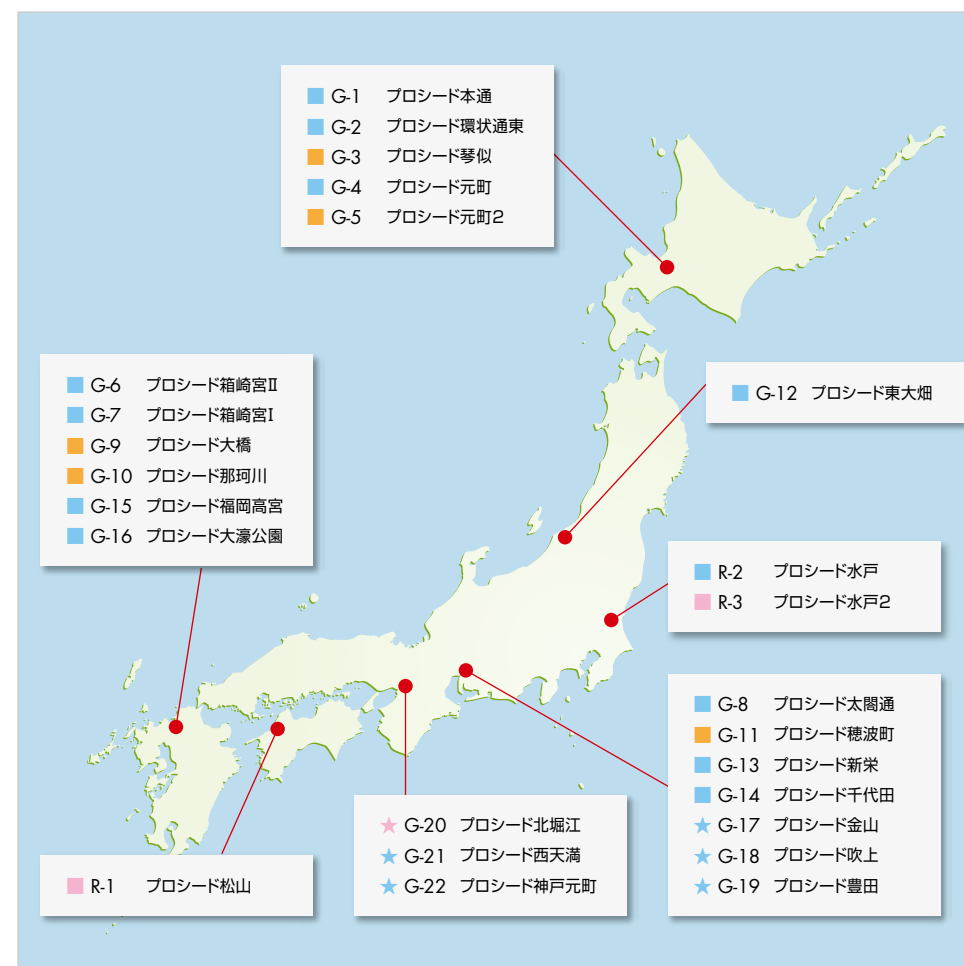 G-1 プロシード本通
G-2 プロシード環状通東
G-3 プロシード琴似
G-4 プロシード元町
G-5 プロシード元町2
G-6 プロシード箱崎宮Ⅱ
G-7 プロシード箱崎宮Ⅰ
G-9 プロシード大橋
G-10 プロシード那珂川
G-15 プロシード福岡高宮
G-16 プロシード大濠公園
G-12 プロシード東大畑
R-2 プロシード水戸
R-3 プロシード水戸2
G-8 プロシード太閤通
G-11 プロシード穂波町
G-13 プロシード新栄
G-14 プロシード千代田
G-17 プロシード金山
G-18 プロシード吹上
G-19 プロシード豊田
G-20 プロシード北堀江
G-21 プロシード西天満
G-22 プロシード神戸元町
R-1 プロシード松山